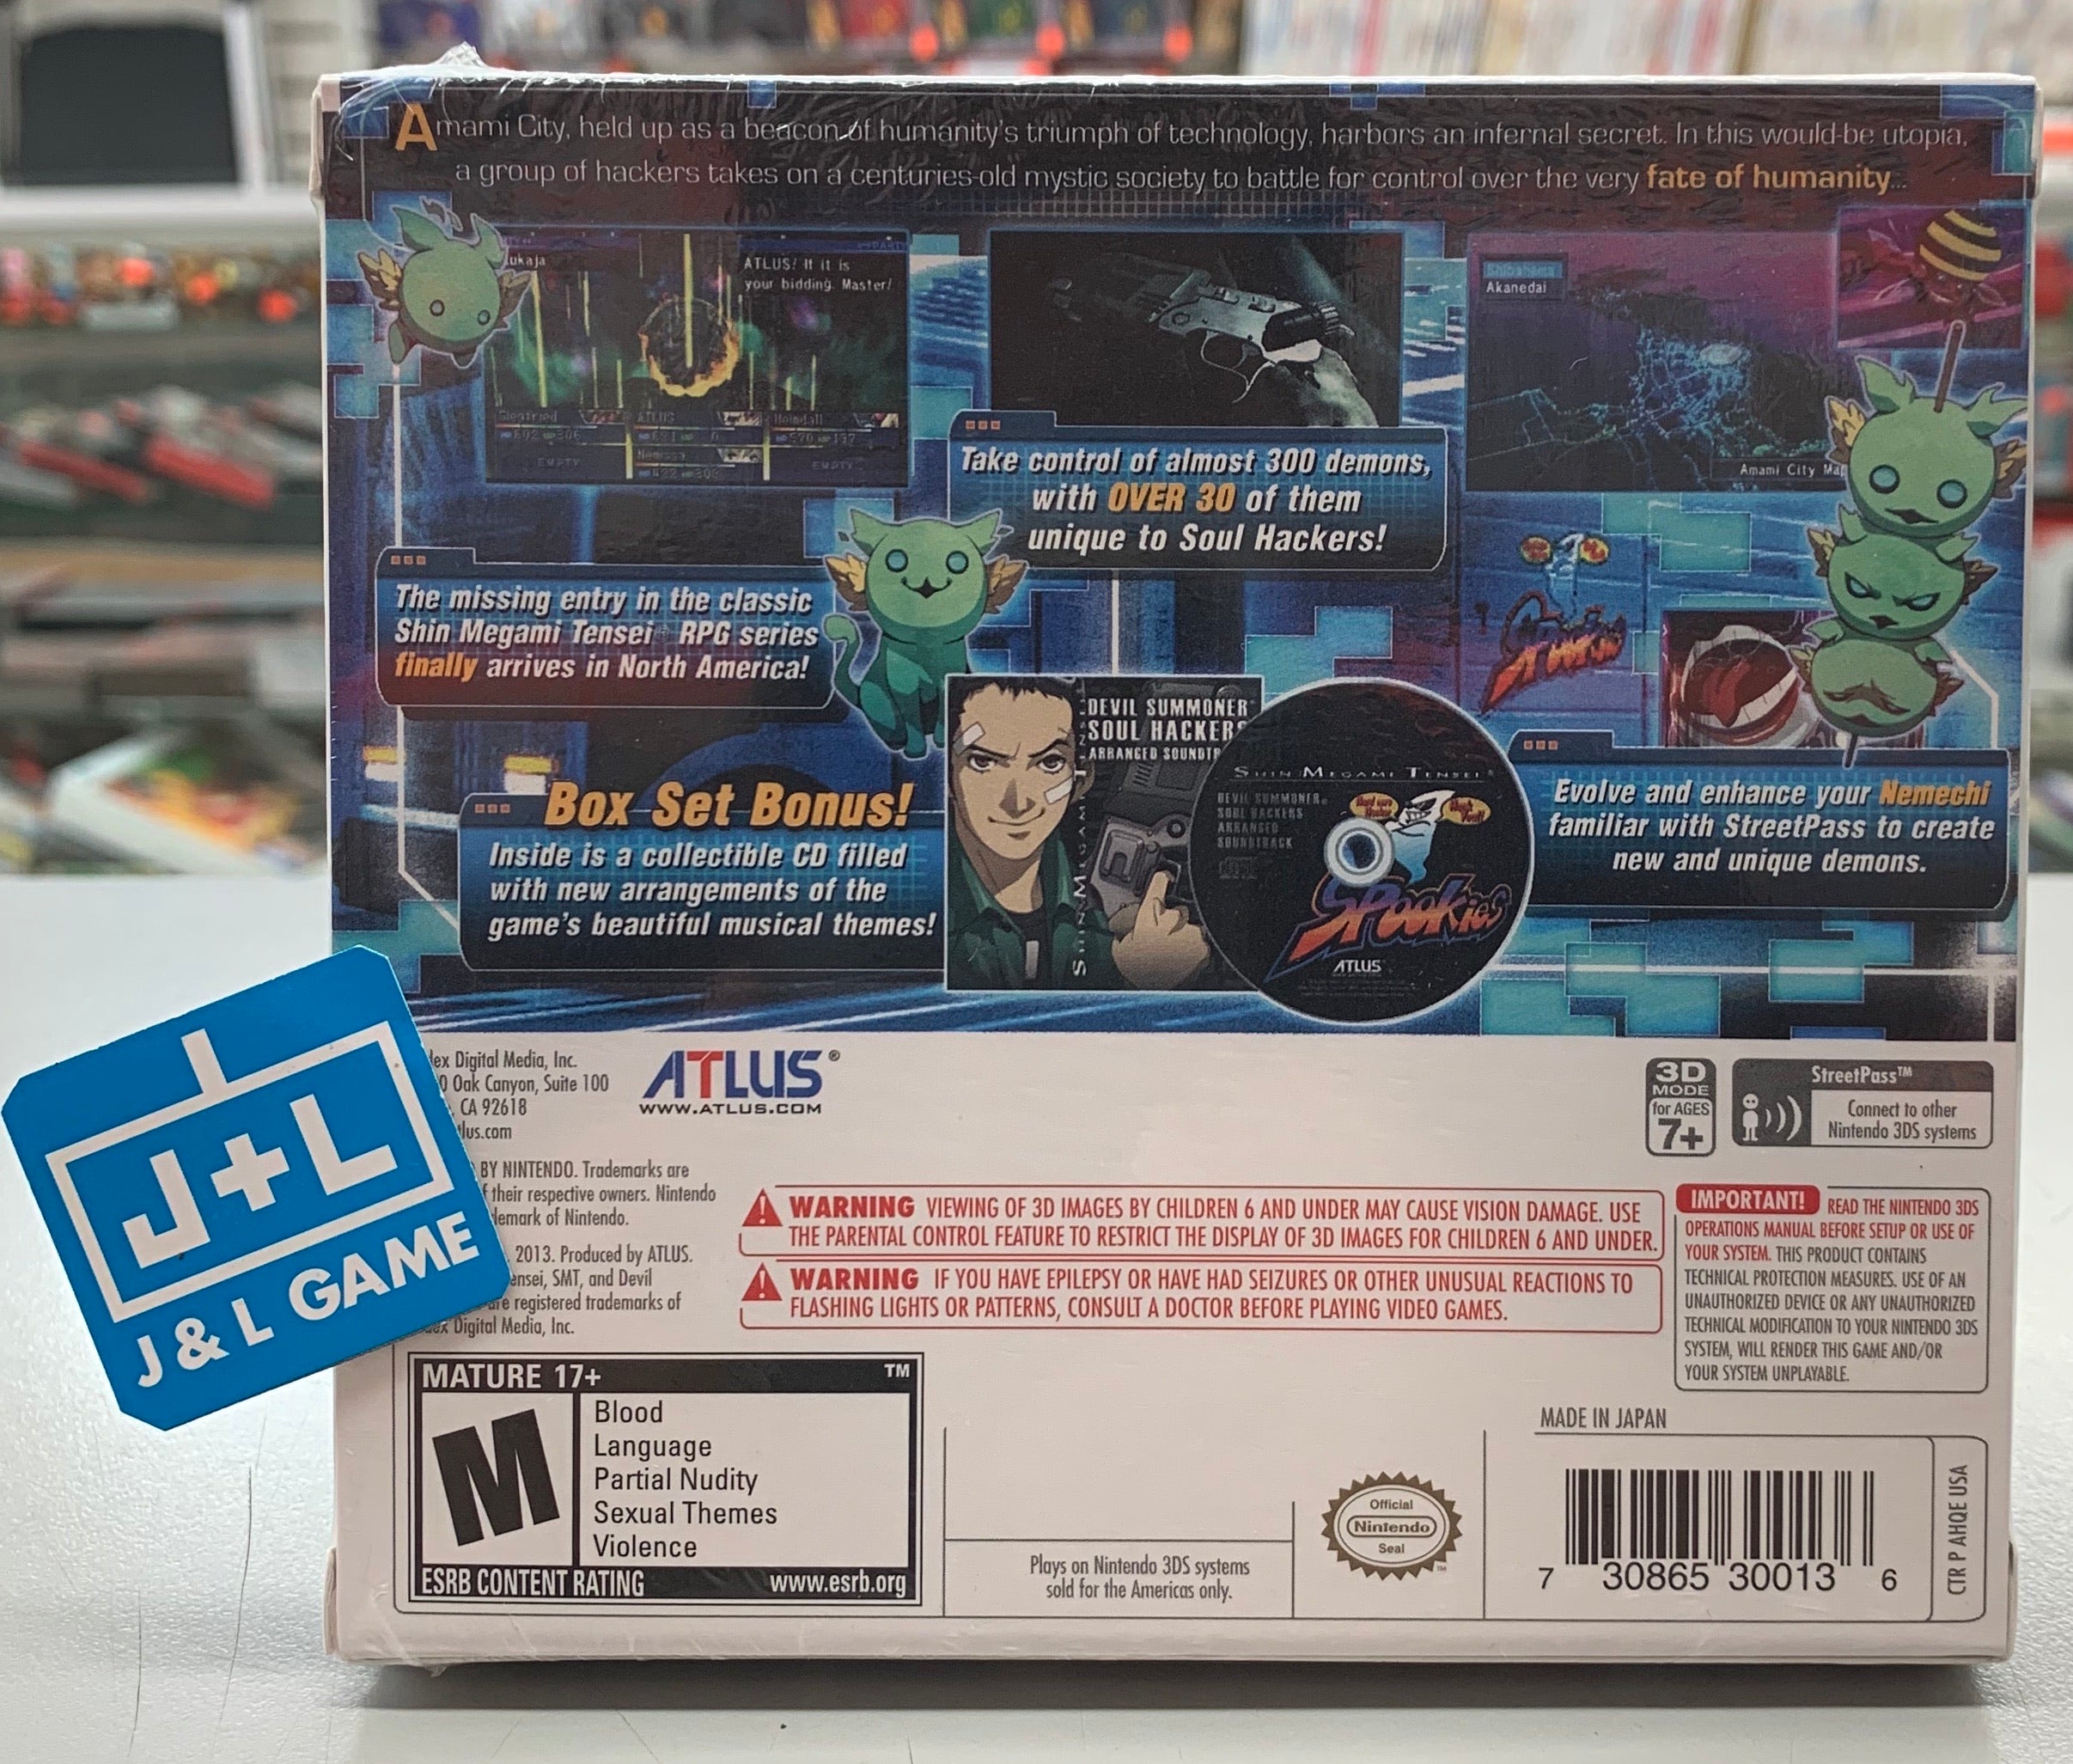 Amami City, held up as a beacon of humanity's triumph of technology, harbors an infernal secret. In this would-be utopia,
a group of hackers takes on a centuries-old mystic society to battle for control over the very fate of humanity...
ukaja
ATLUS! If it is
your bidding, Master!
Siegfried
ATLUS
Heimdall
EMPTY
EMPTY
Shibahama
Akanedai
Amami City Map
Take control of almost 300 demons,
with OVER 30 of them
unique to Soul Hackers!
The missing entry in the classic
Shin Megami Tensei RPG series
finally arrives in North America!
Box Set Bonus!
Inside is a collectible CD filled
with new arrangements of the
game's beautiful musical themes!
DEVIL SUMMONER
SOUL HACKERS
ARRANGED SOUNDT
SHIN MEGAMI TENSEI
DEVIL SUMMONER
SOUL HACKERS
ARRANGED
SOUNDTRACK
SPookies
ATLUS
Evolve and enhance your Nemechi
familiar with StreetPass to create
new and unique demons.
ex Digital Media, Inc.
0 Oak Canyon, Suite 100
, CA 92618
lus.com
ATLUS®
WWW.ATLUS.COM
3D
MODE
for AGES
7+
StreetPass™
Connect to other
Nintendo 3DS systems
BY NINTENDO. Trademarks are
f their respective owners. Nintendo
demark of Nintendo.
2013. Produced by ATLUS.
ensei, SMT, and Devil
are registered trademarks of
dex Digital Media, Inc.
J+L
J & L GAME
WARNING VIEWING OF 3D IMAGES BY CHILDREN 6 AND UNDER MAY CAUSE VISION DAMAGE. USE
THE PARENTAL CONTROL FEATURE TO RESTRICT THE DISPLAY OF 3D IMAGES FOR CHILDREN 6 AND UNDER.
WARNING IF YOU HAVE EPILEPSY OR HAVE HAD SEIZURES OR OTHER UNUSUAL REACTIONS TO
FLASHING LIGHTS OR PATTERNS, CONSULT A DOCTOR BEFORE PLAYING VIDEO GAMES.
IMPORTANT! READ THE NINTENDO 3DS
OPERATIONS MANUAL BEFORE SETUP OR USE OF
YOUR SYSTEM. THIS PRODUCT CONTAINS
TECHNICAL PROTECTION MEASURES. USE OF AN
UNAUTHORIZED DEVICE OR ANY UNAUTHORIZED
TECHNICAL MODIFICATION TO YOUR NINTENDO 3DS
SYSTEM, WILL RENDER THIS GAME AND/OR
YOUR SYSTEM UNPLAYABLE.
MATURE 17+ TM
M
Blood
Language
Partial Nudity
Sexual Themes
Violence
ESRB CONTENT RATING www.esrb.org
Plays on Nintendo 3DS systems
sold for the Americas only.
Official
Nintendo
Seal
MADE IN JAPAN
7 30865 30013 6
CTR P AHQE USA